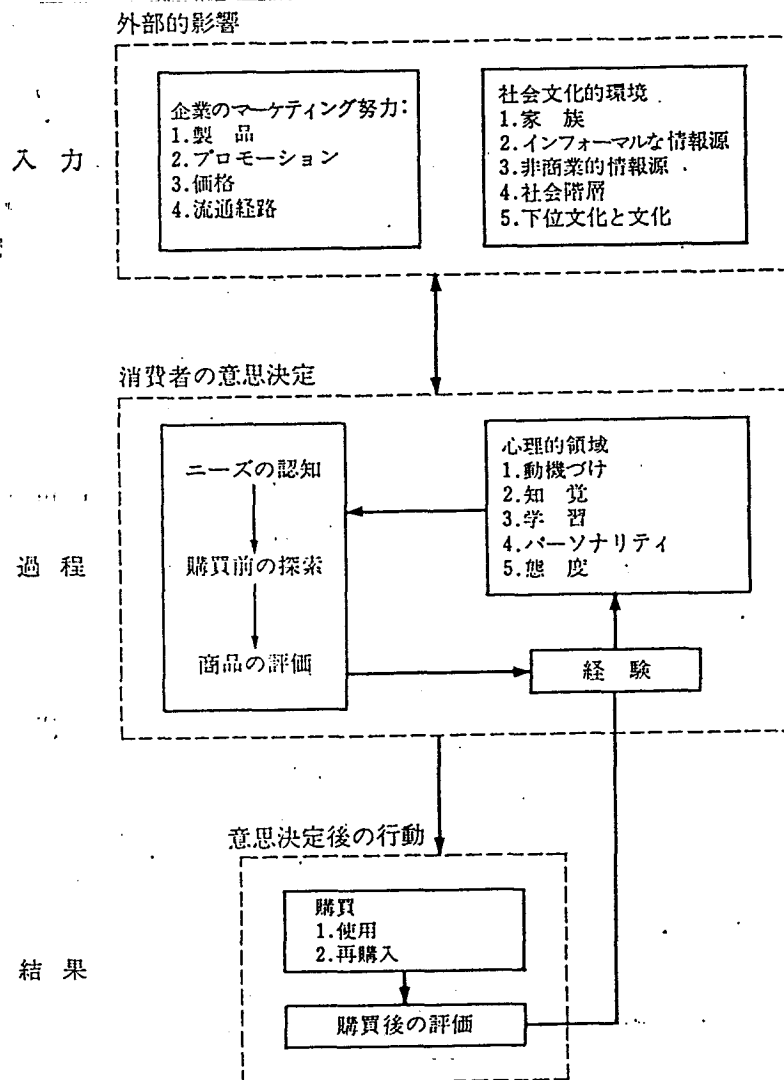 外部的影響
入力
企業のマーケティング努力:
1.製 品
2.プロモーション
3.価格
4.流通経路
社会文化的環境
1.家 族
2.インフォーマルな情報源
3.非商業的情報源
4.社会階層
5.下位文化と文化
消費者の意思決定
過程
ニーズの認知
購買前の探索
商品の評価
心理的領域
1.動機づけ
2.知 覚
3.学 習
4.パーソナリティ
5.態 度
経 験
意思決定後の行動
結果
購買
1.使用
2.再購入
購買後の評価